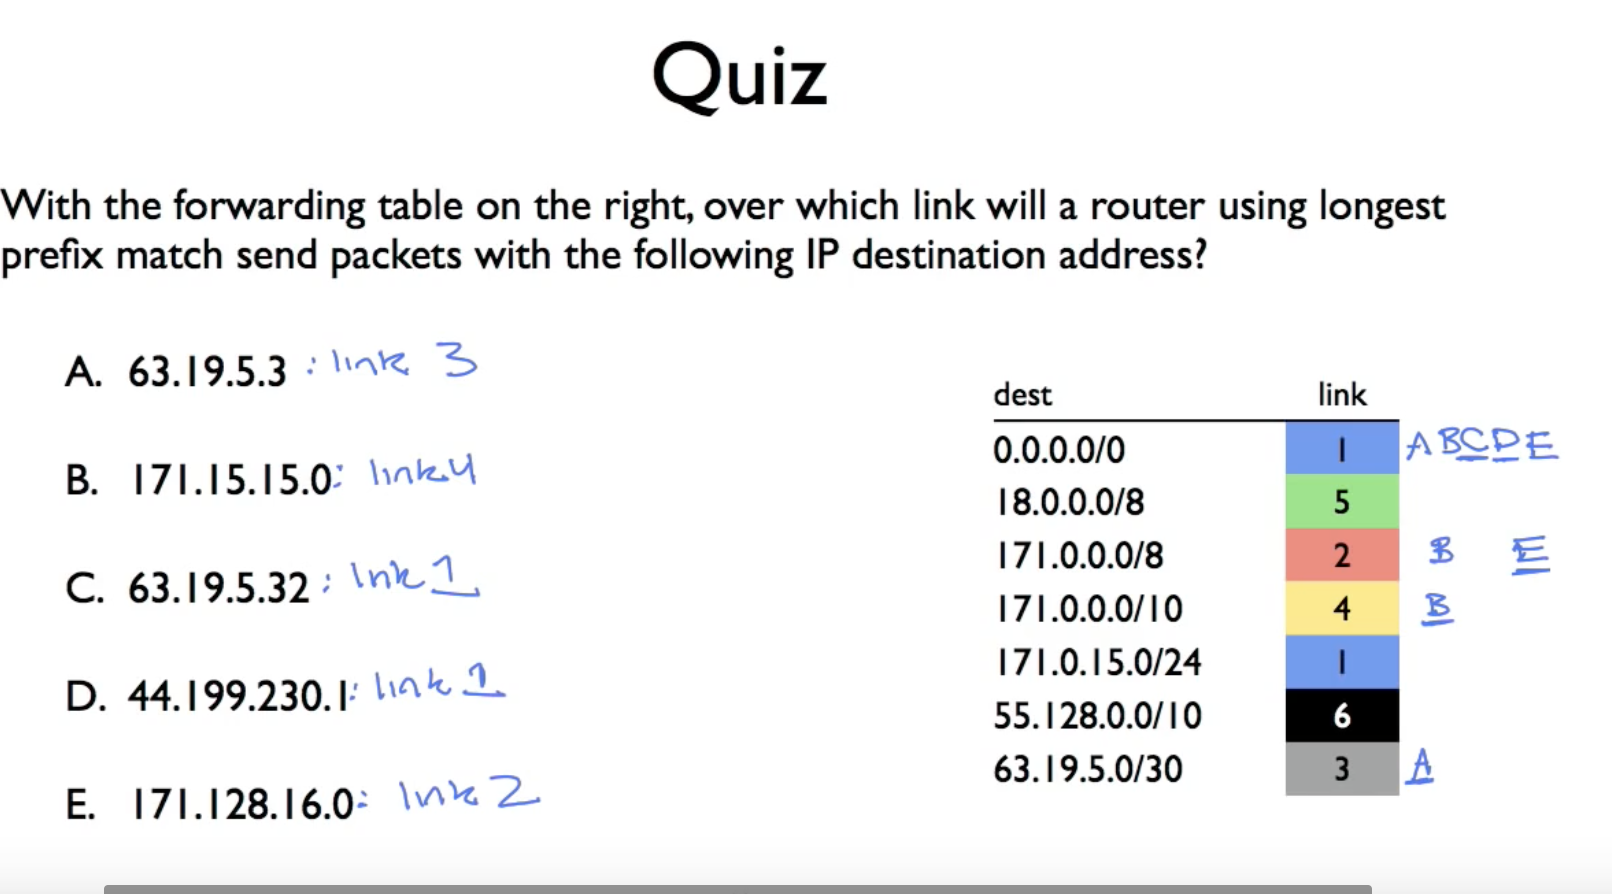 Quiz
With the forwarding table on the right, over which link will a router using longest
prefix match send packets with the following IP destination address?
A. 63.19.5.3 : link 3
B. 171.15.15.0: link 4
C. 63.19.5.32 : lnk 1
D. 44.199.230.1: link 1
E. 171.128.16.0: lnk 2
dest link
0.0.0.0/0 1 A B C D E
18.0.0.0/8 5
171.0.0.0/8 2 B E
171.0.0.0/10 4 B
171.0.15.0/24 1
55.128.0.0/10 6
63.19.5.0/30 3 A